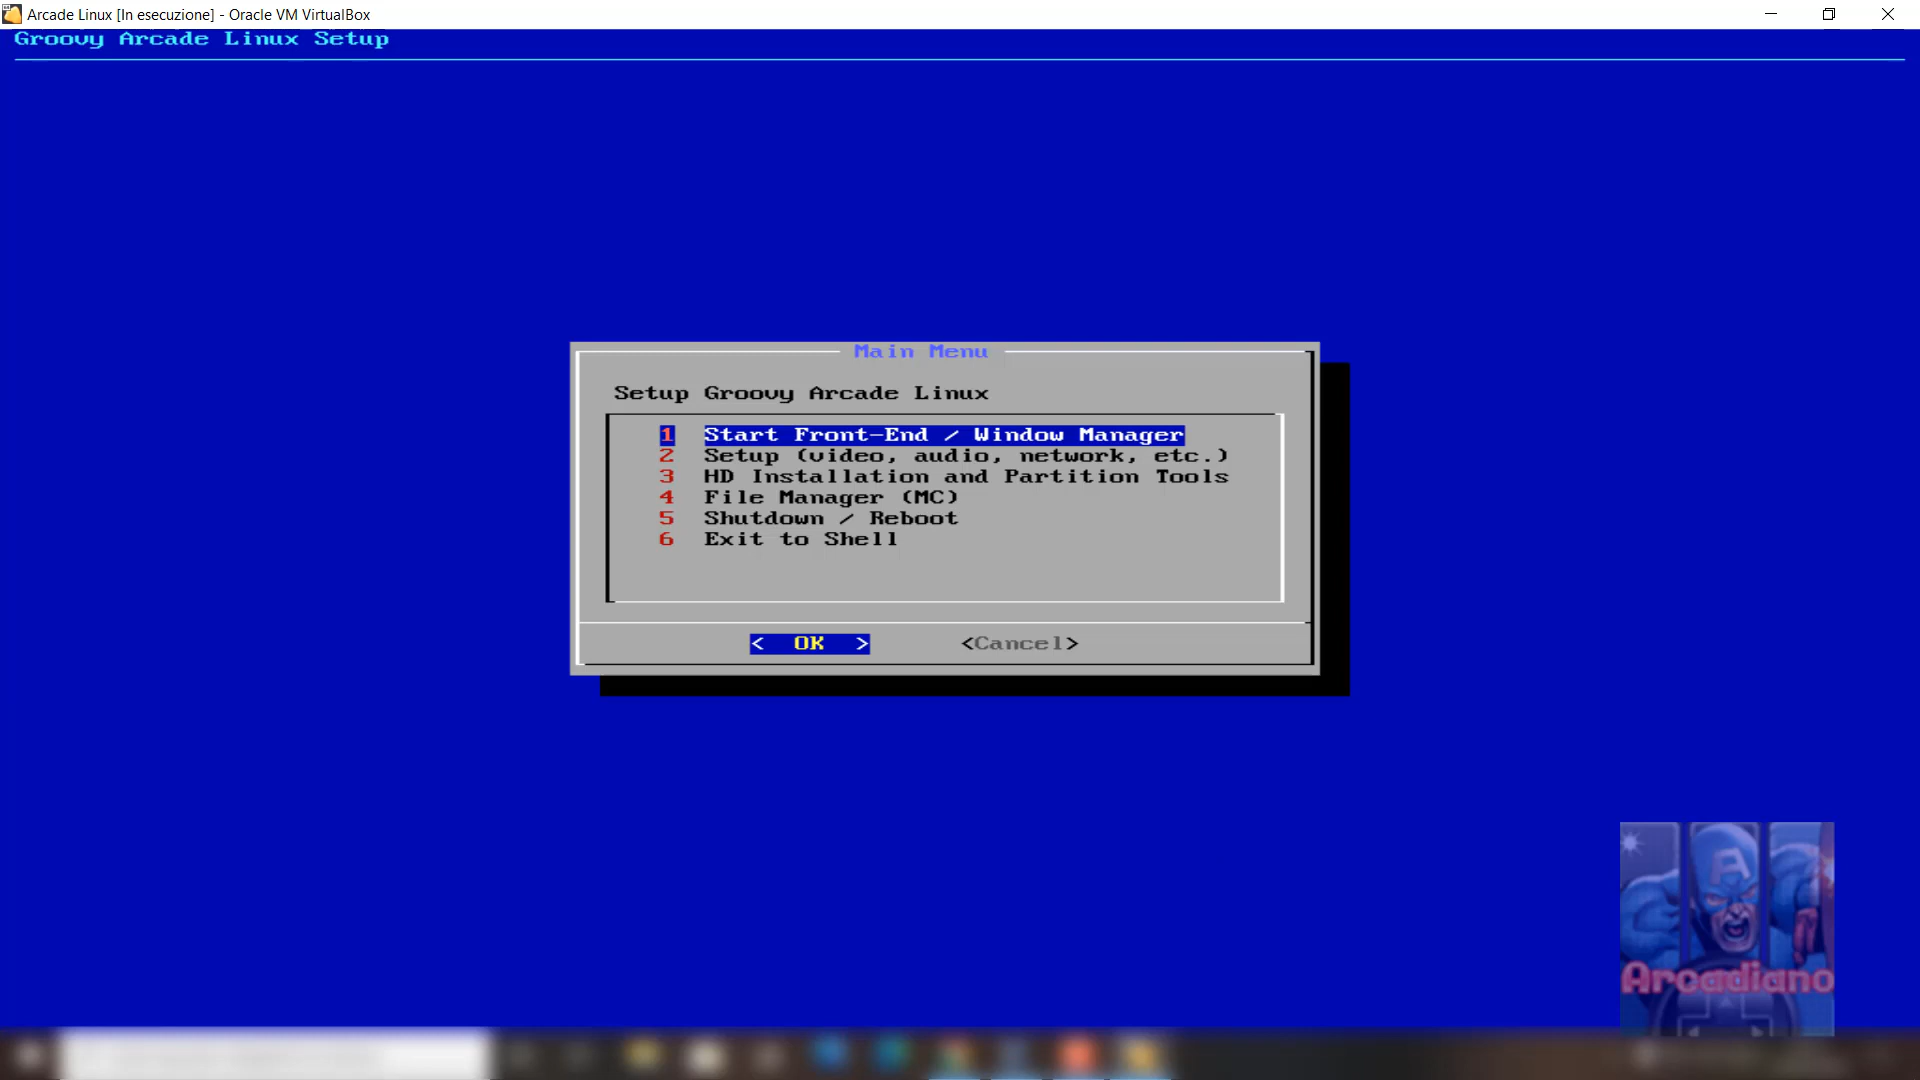 Arcade Linux [In esecuzione] - Oracle VM VirtualBox
Groovy Arcade Linux Setup
Main Menu
Setup Groovy Arcade Linux
1 Start Front-End / Window Manager
2 Setup (video, audio, network, etc.)
3 HD Installation and Partition Tools
4 File Manager (MC)
5 Shutdown / Reboot
6 Exit to Shell
< OK > <Cancel>
A
Arcadiano